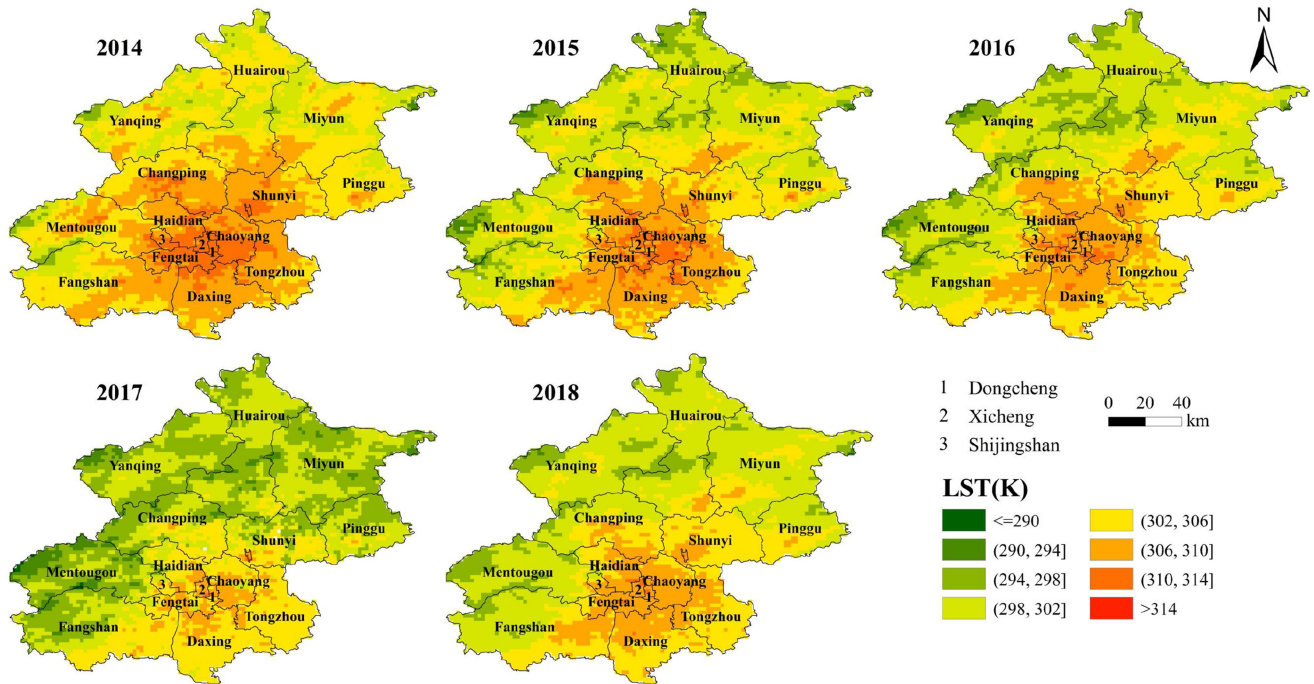 2014
Huairou
Yanqing
Miyun
Changping
Pinggu
Shunyi
Mentougou
Haidian
3
2
Chaoyang
1
Fengtai
Fangshan
Tongzhou
Daxing
2015
Huairou
Yanqing
Miyun
Changping
Pinggu
Shunyi
Mentougou
Haidian
3
2
Chaoyang
1
Fengtai
Fangshan
Tongzhou
Daxing
2016
Huairou
Yanqing
Miyun
Changping
Pinggu
Shunyi
Mentougou
Haidian
3
2
Chaoyang
1
Fengtai
Fangshan
Tongzhou
Daxing
N
2017
Huairou
Yanqing
Miyun
Changping
Pinggu
Shunyi
Mentougou
Haidian
3
2
Chaoyang
1
Fengtai
Fangshan
Tongzhou
Daxing
2018
Huairou
Yanqing
Miyun
Changping
Pinggu
Shunyi
Mentougou
Haidian
3
2
Chaoyang
1
Fengtai
Fangshan
Tongzhou
Daxing
1 Dongcheng
2 Xicheng
3 Shijingshan
0 20 40
km
LST(K)
<=290
(290, 294]
(294, 298]
(298, 302]
(302, 306]
(306, 310]
(310, 314]
>314